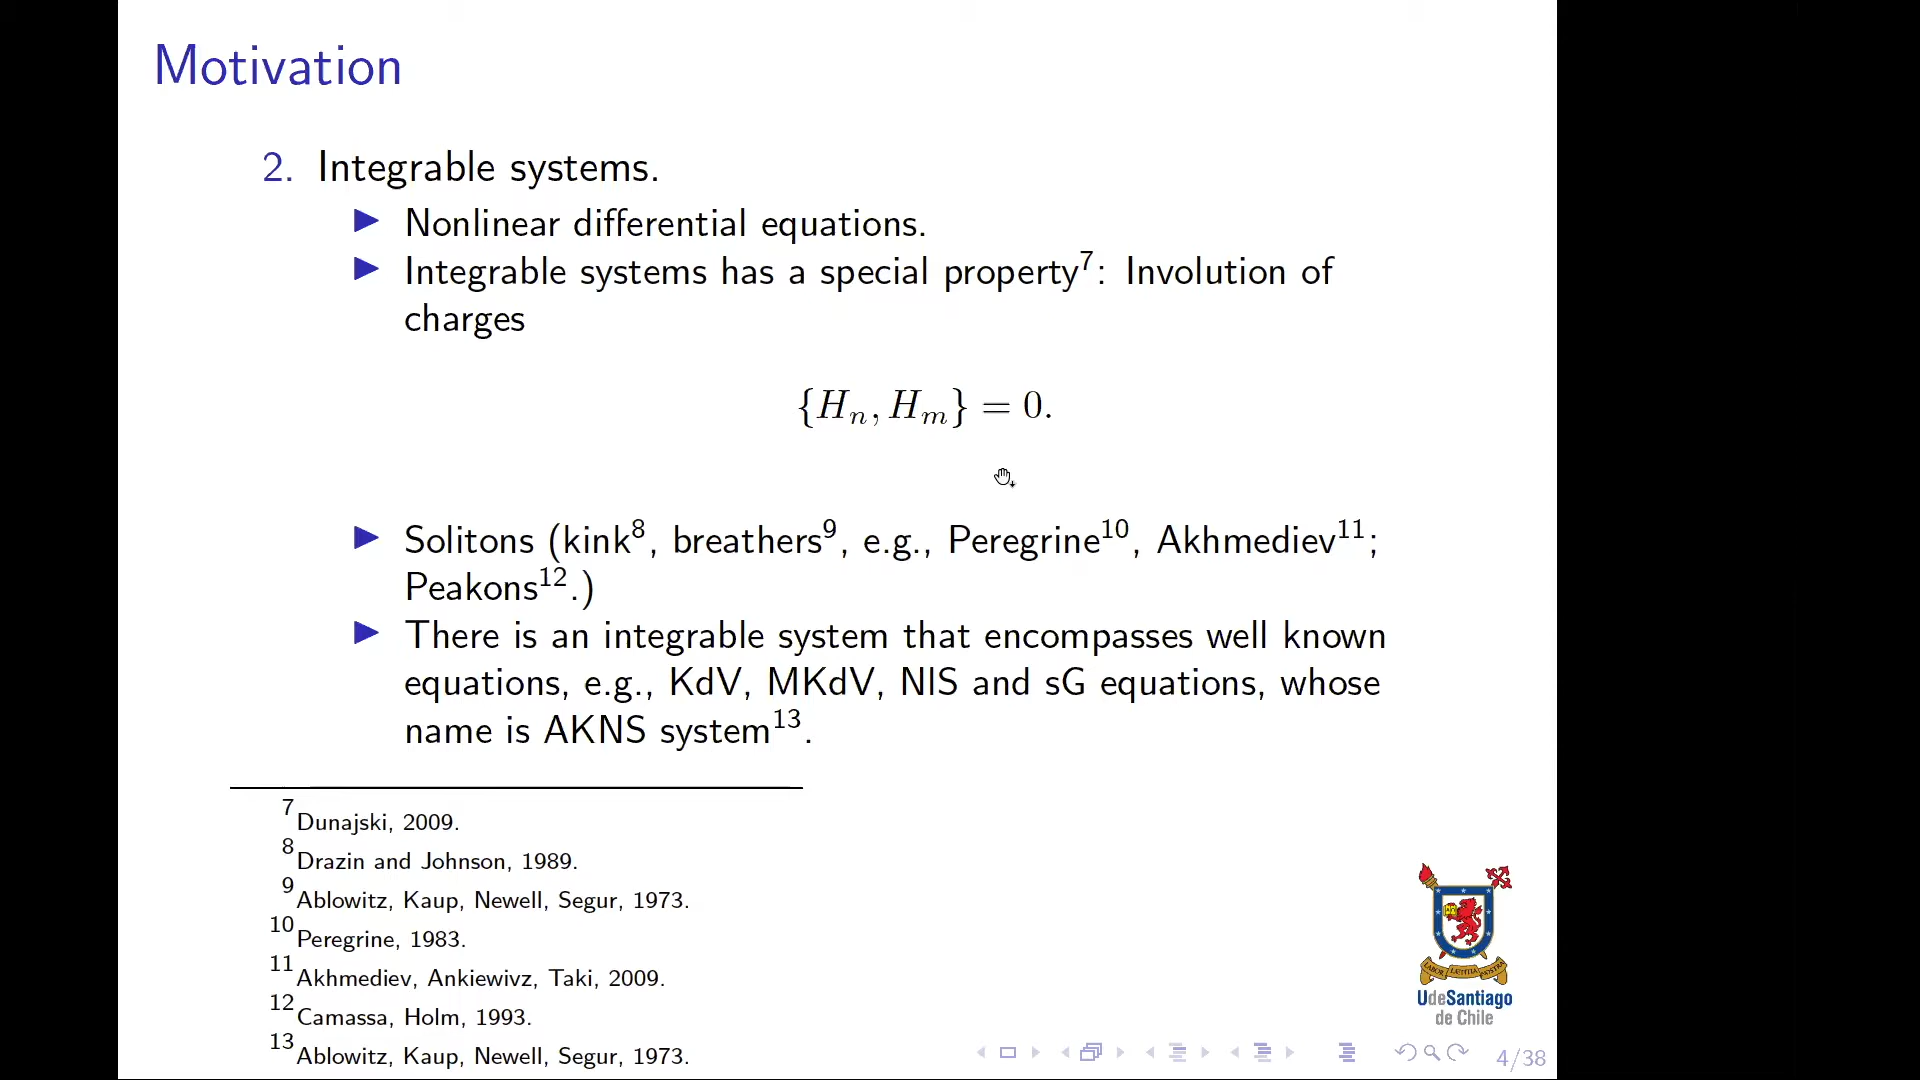 Motivation
2. Integrable systems.
▶ Nonlinear differential equations.
▶ Integrable systems has a special property⁷: Involution of
charges
{Hₙ, Hₘ} = 0.
▶ Solitons (kink⁸, breathers⁹, e.g., Peregrine¹⁰, Akhmediev¹¹;
Peakons¹².)
▶ There is an integrable system that encompasses well known
equations, e.g., KdV, MKdV, NlS and sG equations, whose
name is AKNS system¹³.
⁷Dunajski, 2009.
⁸Drazin and Johnson, 1989.
⁹Ablowitz, Kaup, Newell, Segur, 1973.
¹⁰Peregrine, 1983.
¹¹Akhmediev, Ankiewivz, Taki, 2009.
¹²Camassa, Holm, 1993.
¹³Ablowitz, Kaup, Newell, Segur, 1973.
LABOR LÆTITIA NOSTRA
UdeSantiago
de Chile
4/38